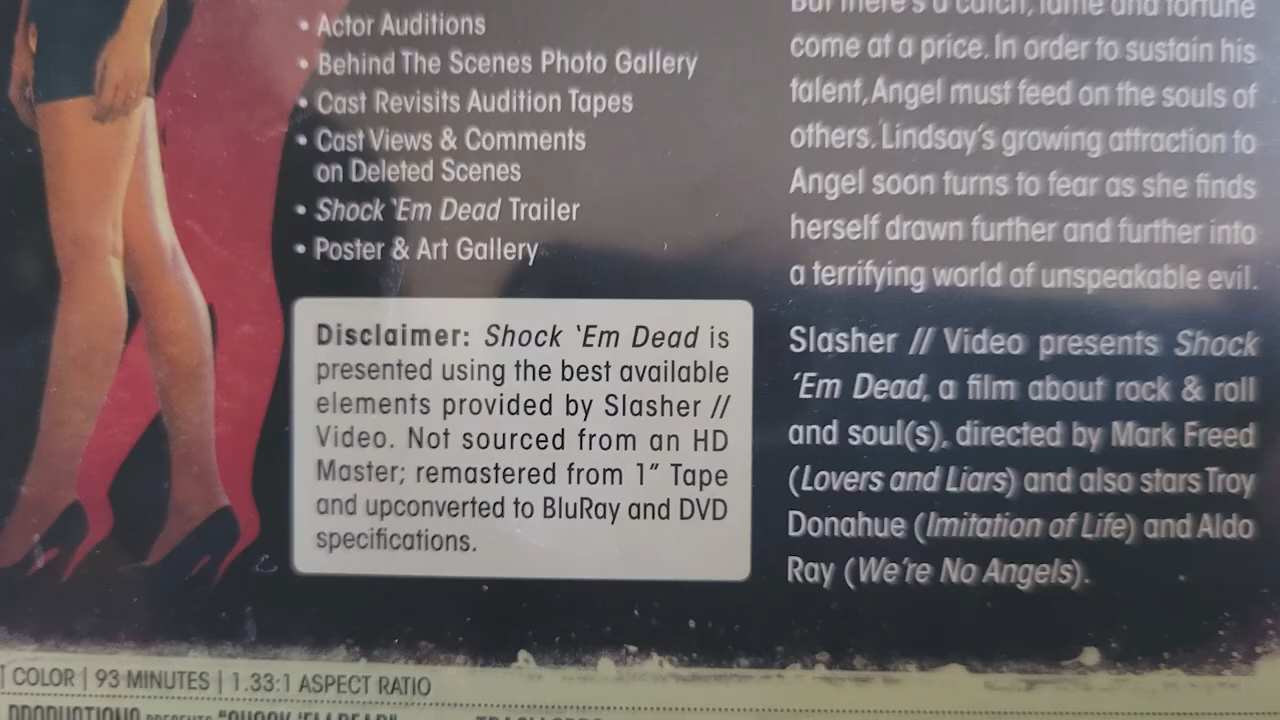 • Actor Auditions
• Behind The Scenes Photo Gallery
• Cast Revisits Audition Tapes
• Cast Views & Comments
on Deleted Scenes
• Shock ‘Em Dead Trailer
• Poster & Art Gallery
Disclaimer: Shock ‘Em Dead is
presented using the best available
elements provided by Slasher //
Video. Not sourced from an HD
Master; remastered from 1” Tape
and upconverted to BluRay and DVD
specifications.
But there's a catch, fame and fortune
come at a price. In order to sustain his
talent, Angel must feed on the souls of
others. Lindsay's growing attraction to
Angel soon turns to fear as she finds
herself drawn further and further into
a terrifying world of unspeakable evil.
Slasher // Video presents Shock
‘Em Dead, a film about rock & roll
and soul(s), directed by Mark Freed
(Lovers and Liars) and also stars Troy
Donahue (Imitation of Life) and Aldo
Ray (We're No Angels).
| COLOR | 93 MINUTES | 1.33:1 ASPECT RATIO